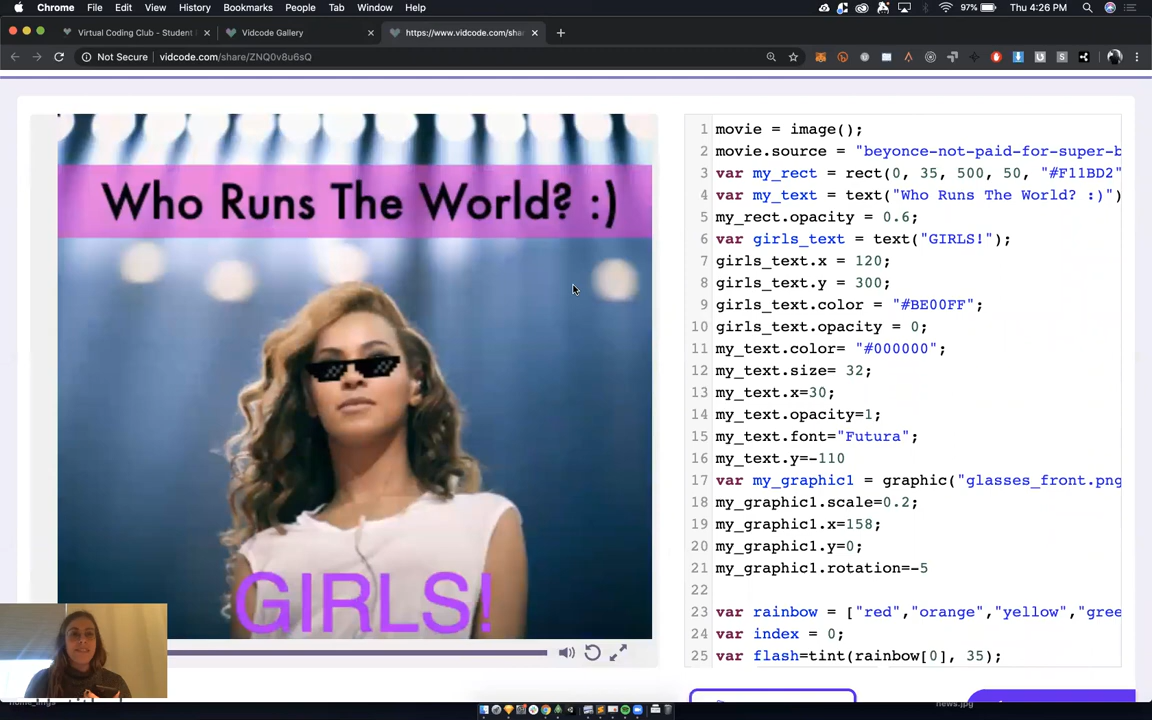 Chrome File Edit View History Bookmarks People Tab Window Help 97% Thu 4:26 PM
Virtual Coding Club - Student Vidcode Gallery https://www.vidcode.com/sha
Not Secure vidcode.com/share/ZNQ0v8u6sQ
Who Runs The World? :)
GIRLS!
1 movie = image();
2 movie.source = "beyonce-not-paid-for-super-b
3 var my_rect = rect(0, 35, 500, 50, "#F11BD2"
4 var my_text = text("Who Runs The World? :)")
5 my_rect.opacity = 0.6;
6 var girls_text = text("GIRLS!");
7 girls_text.x = 120;
8 girls_text.y = 300;
9 girls_text.color = "#BE00FF";
10 girls_text.opacity = 0;
11 my_text.color= "#000000";
12 my_text.size= 32;
13 my_text.x=30;
14 my_text.opacity=1;
15 my_text.font="Futura";
16 my_text.y=-110
17 var my_graphic1 = graphic("glasses_front.png
18 my_graphic1.scale=0.2;
19 my_graphic1.x=158;
20 my_graphic1.y=0;
21 my_graphic1.rotation=-5
22
23 var rainbow = ["red","orange","yellow","gree
24 var index = 0;
25 var flash=tint(rainbow[0], 35);
news.jpg